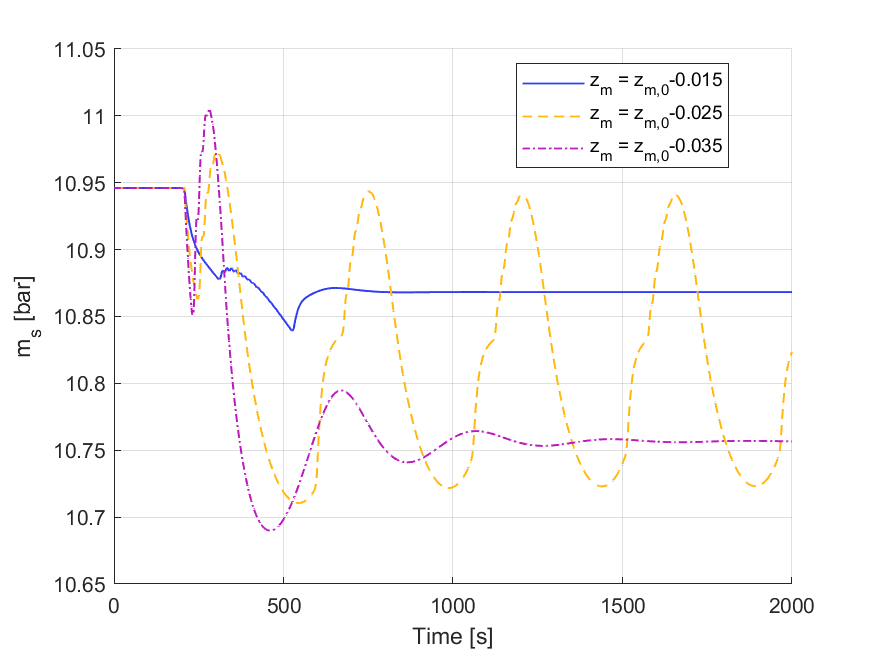 11.05
11
10.95
10.9
10.85
10.8
10.75
10.7
10.65
m_s [bar]
z_m = z_m,0-0.015
z_m = z_m,0-0.025
z_m = z_m,0-0.035
0 500 1000 1500 2000
Time [s]